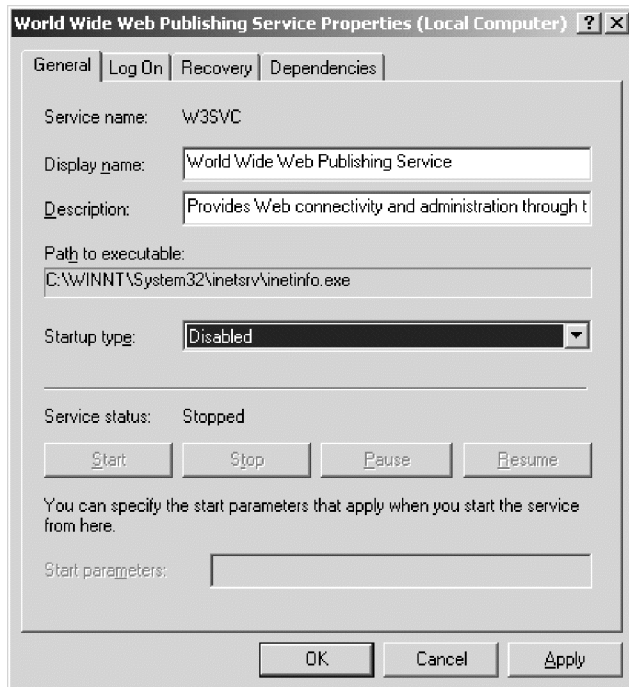 World Wide Web Publishing Service Properties (Local Computer)
General Log On Recovery Dependencies
Service name: W3SVC
Display name: World Wide Web Publishing Service
Description: Provides Web connectivity and administration through t
Path to executable:
C:\WINNT\System32\inetsrv\inetinfo.exe
Startup type: Disabled
Service status: Stopped
Start Stop Pause Resume
You can specify the start parameters that apply when you start the service
from here.
Start parameters:
OK Cancel Apply